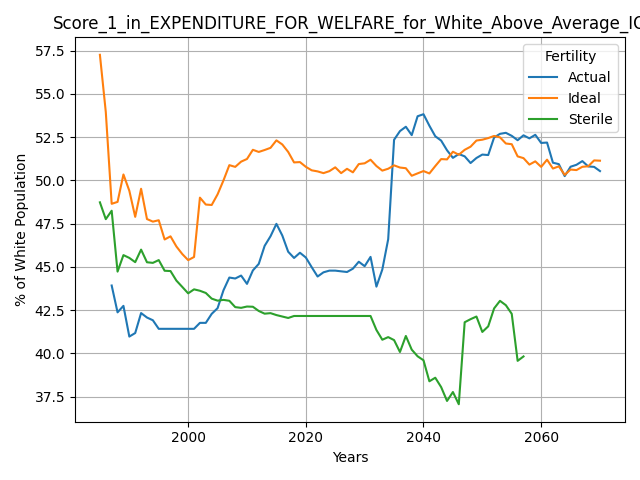 Score_1_in_EXPENDITURE_FOR_WELFARE_for_White_Above_Average_IQ
Fertility
Actual
Ideal
Sterile
% of White Population
57.5
55.0
52.5
50.0
47.5
45.0
42.5
40.0
37.5
2000 2020 2040 2060
Years